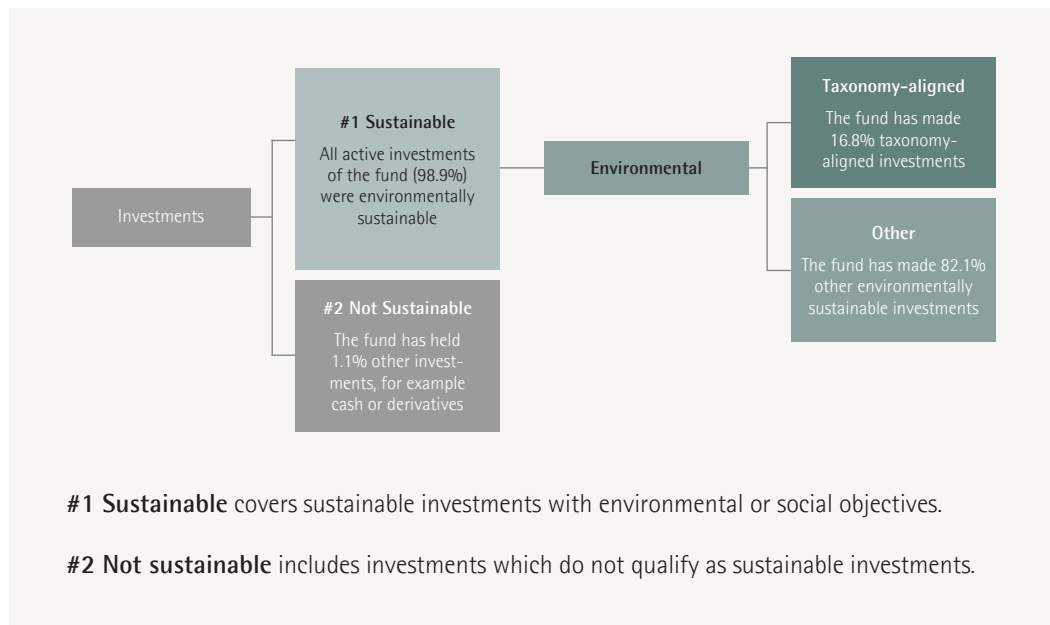 Investments
#1 Sustainable
All active investments
of the fund (98.9%)
were environmentally
sustainable
#2 Not Sustainable
The fund has held
1.1% other invest-
ments, for example
cash or derivatives
Environmental
Taxonomy-aligned
The fund has made
16.8% taxonomy-
aligned investments
Other
The fund has made 82.1%
other environmentally
sustainable investments
#1 Sustainable covers sustainable investments with environmental or social objectives.
#2 Not sustainable includes investments which do not qualify as sustainable investments.